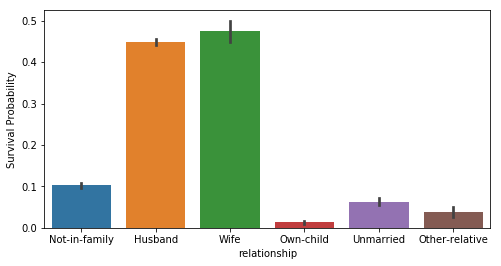 0.5
0.4
0.3
0.2
0.1
0.0
Survival Probability
Not-in-family Husband Wife Own-child Unmarried Other-relative
relationship